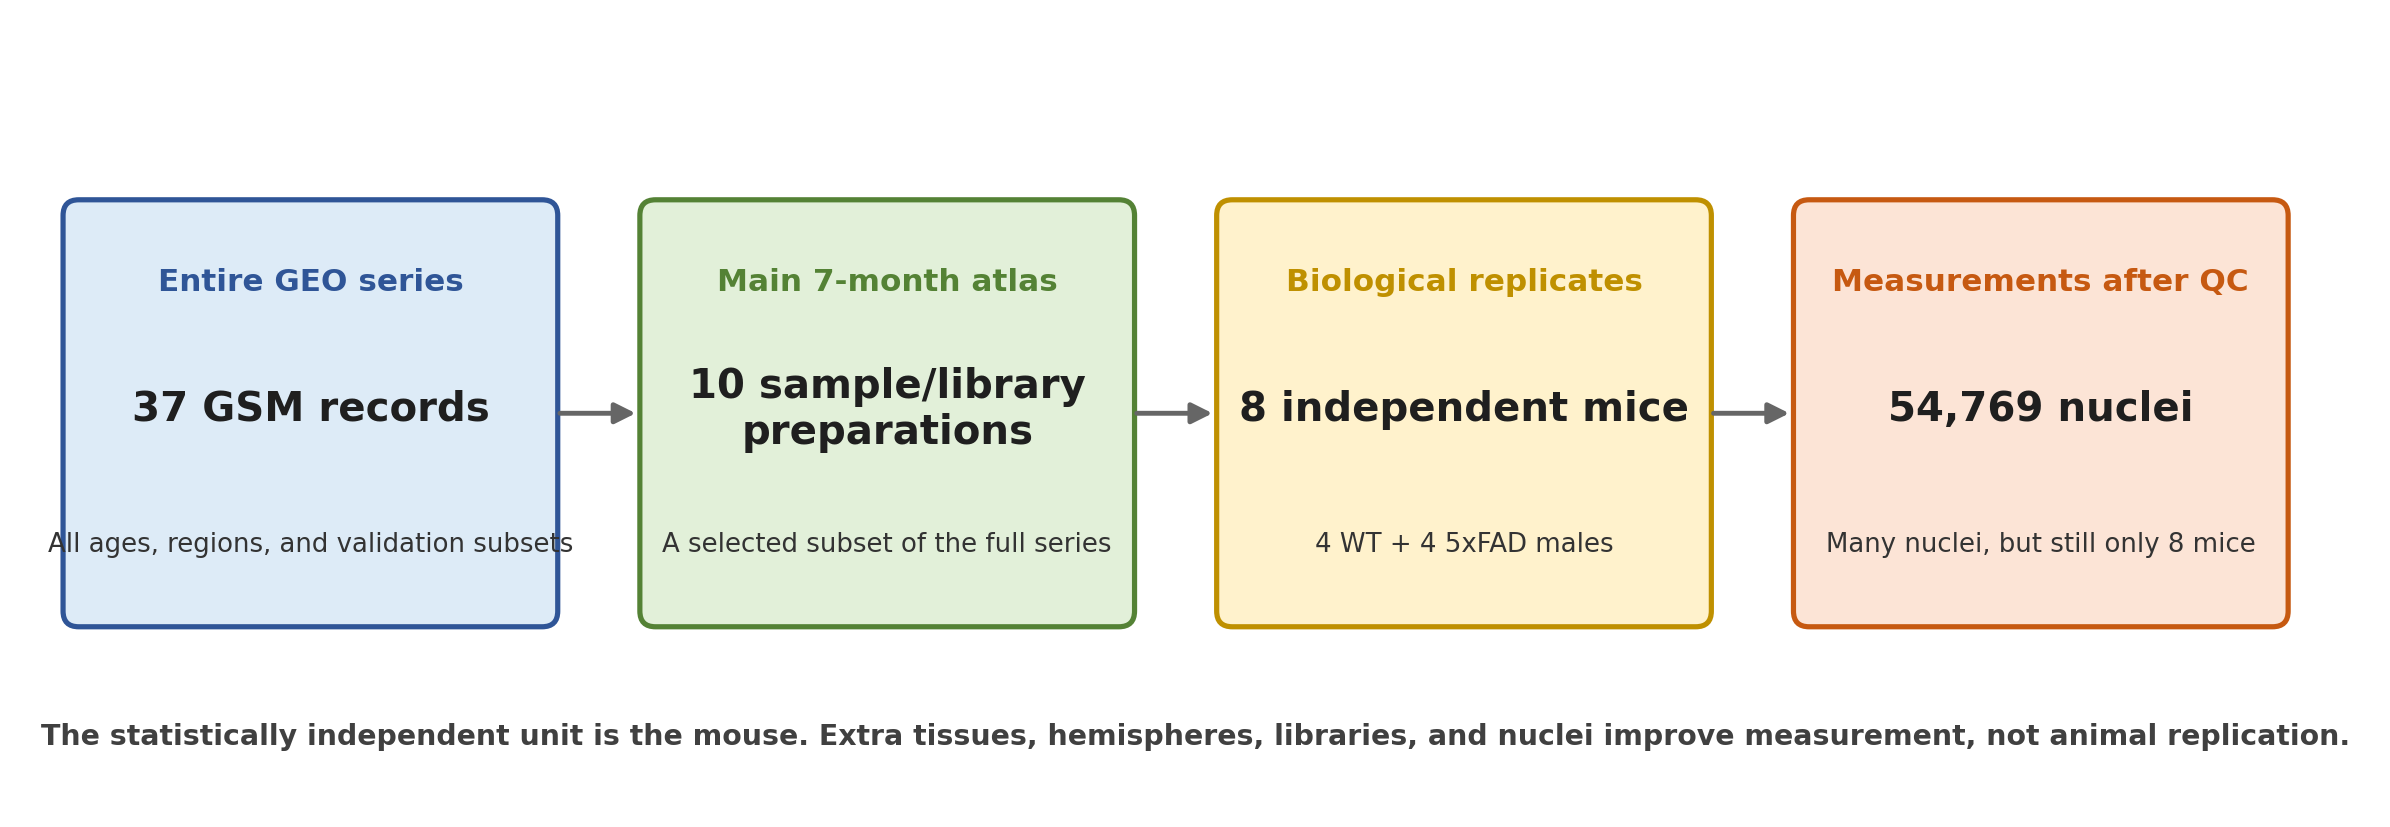 Entire GEO series
37 GSM records
All ages, regions, and validation subsets
Main 7-month atlas
10 sample/library
preparations
A selected subset of the full series
Biological replicates
8 independent mice
4 WT + 4 5xFAD males
Measurements after QC
54,769 nuclei
Many nuclei, but still only 8 mice
The statistically independent unit is the mouse. Extra tissues, hemispheres, libraries, and nuclei improve measurement, not animal replication.